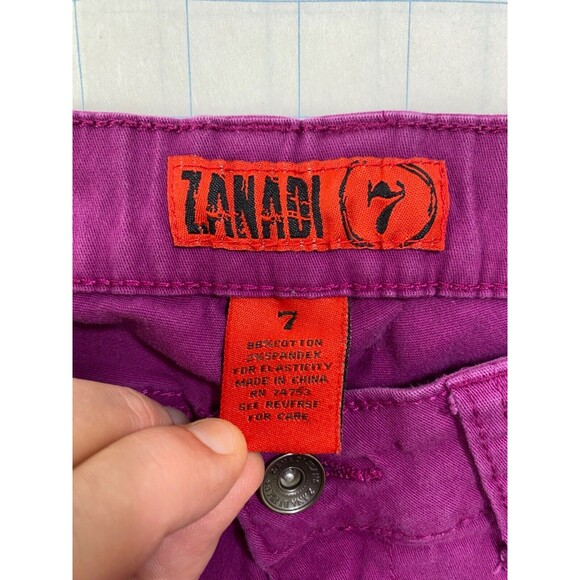 ZANADI 7
7
98%COTTON
2%SPANDEX
FOR ELASTICITY
MADE IN CHINA
RN 74753
SEE REVERSE
FOR CARE